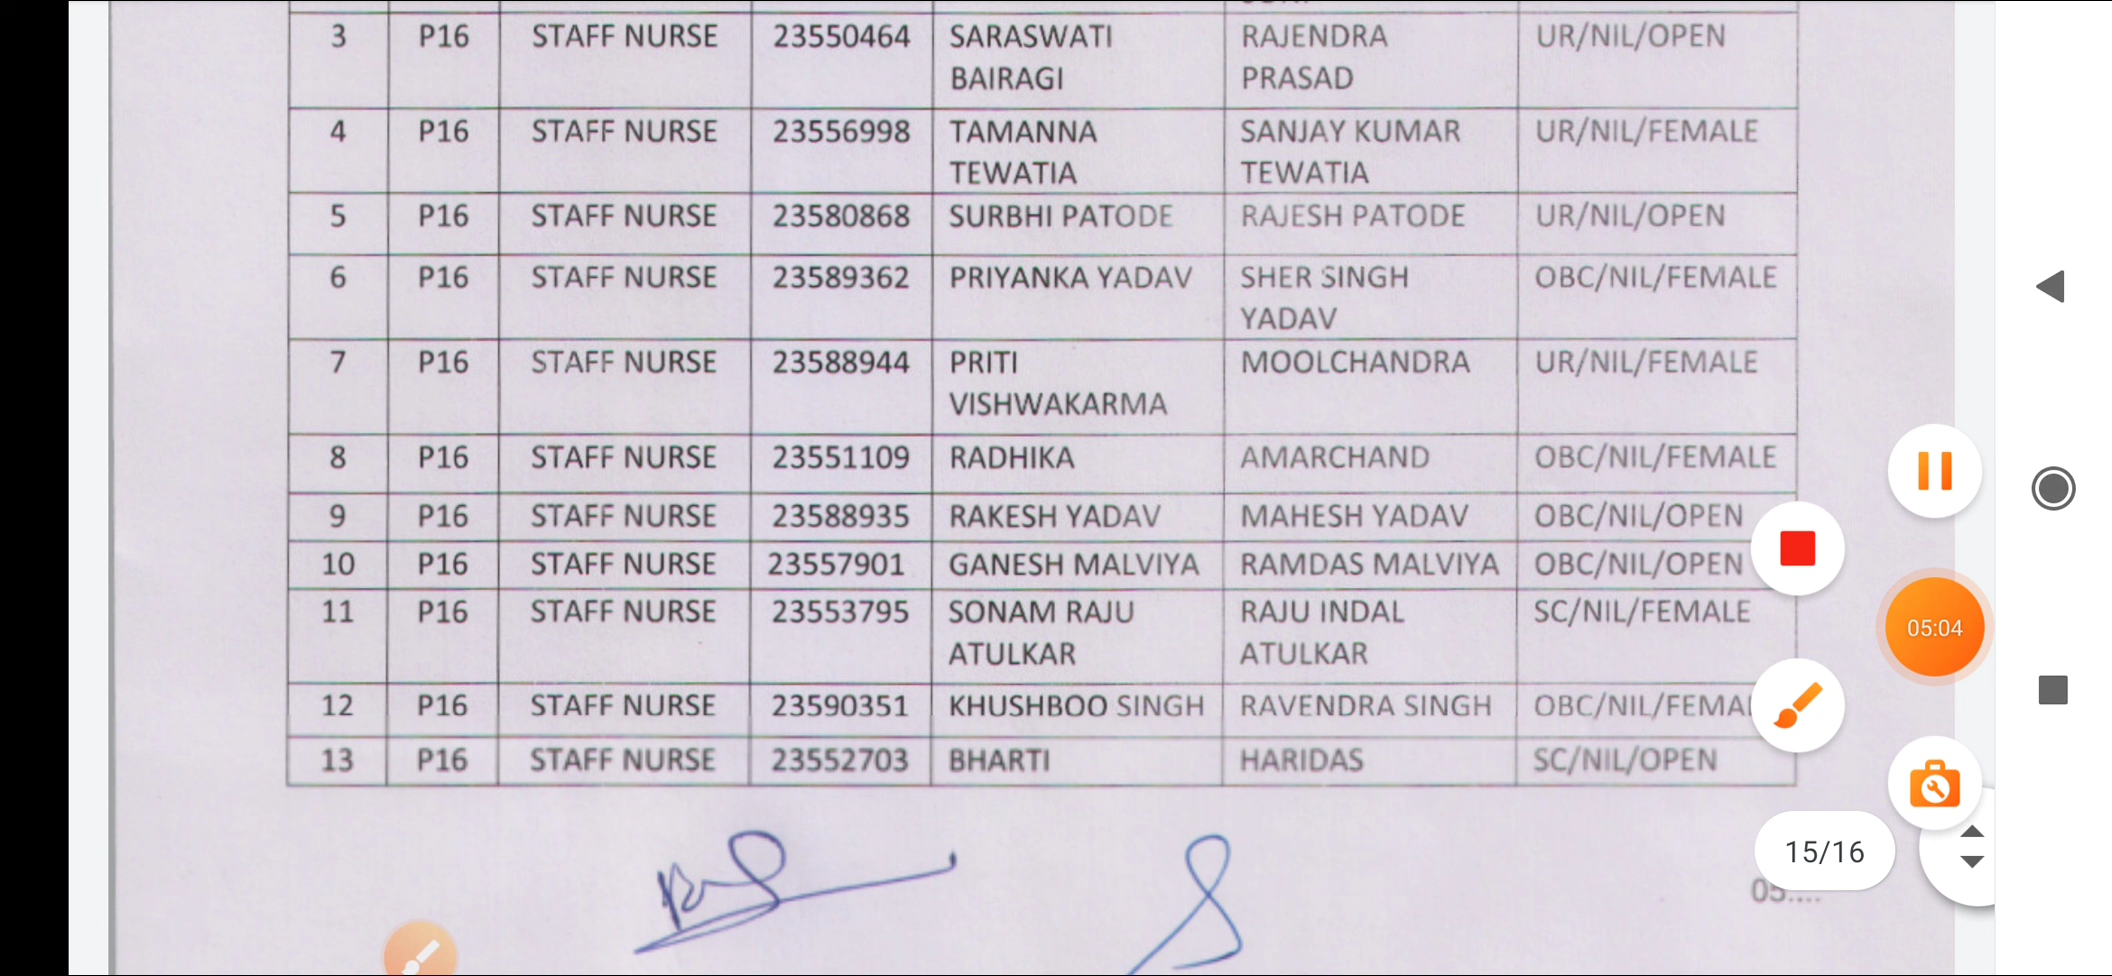 3 P16 STAFF NURSE 23550464 SARASWATI RAJENDRA UR/NIL/OPEN
BAIRAGI PRASAD
4 P16 STAFF NURSE 23556998 TAMANNA SANJAY KUMAR UR/NIL/FEMALE
TEWATIA TEWATIA
5 P16 STAFF NURSE 23580868 SURBHI PATODE RAJESH PATODE UR/NIL/OPEN
6 P16 STAFF NURSE 23589362 PRIYANKA YADAV SHER SINGH OBC/NIL/FEMALE
YADAV
7 P16 STAFF NURSE 23588944 PRITI MOOLCHANDRA UR/NIL/FEMALE
VISHWAKARMA
8 P16 STAFF NURSE 23551109 RADHIKA AMARCHAND OBC/NIL/FEMALE
9 P16 STAFF NURSE 23588935 RAKESH YADAV MAHESH YADAV OBC/NIL/OPEN
10 P16 STAFF NURSE 23557901 GANESH MALVIYA RAMDAS MALVIYA OBC/NIL/OPEN
11 P16 STAFF NURSE 23553795 SONAM RAJU RAJU INDAL SC/NIL/FEMALE
ATULKAR ATULKAR
05:04
12 P16 STAFF NURSE 23590351 KHUSHBOO SINGH RAVENDRA SINGH OBC/NIL/FEMA
13 P16 STAFF NURSE 23552703 BHARTI HARIDAS SC/NIL/OPEN
15/16
05....